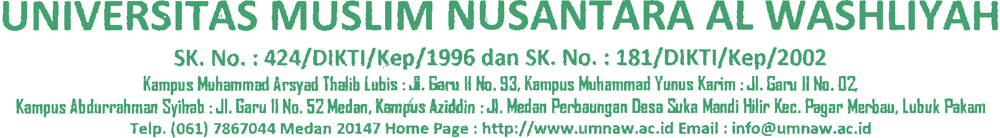 UNIVERSITAS MUSLIM NUSANTARA AL WASHLIYAH
SK. No. : 424/DIKTI/Kep/1996 dan SK. No. : 181/DIKTI/Kep/2002
Kampus Muhammad Arsyad Thalib Lubis : Jl. Garu II No. 93, Kampus Muhammad Yunus Karim : Jl. Garu II No. 02,
Kampus Abdurrahman Syihab : Jl. Garu II No. 52 Medan, Kampus Aziddin : Jl. Medan Perbaungan Desa Suka Mandi Hilir Kec. Pagar Merbau, Lubuk Pakam
Telp. (061) 7867044 Medan 20147 Home Page : http://www.umnaw.ac.id Email : info@umnaw.ac.id